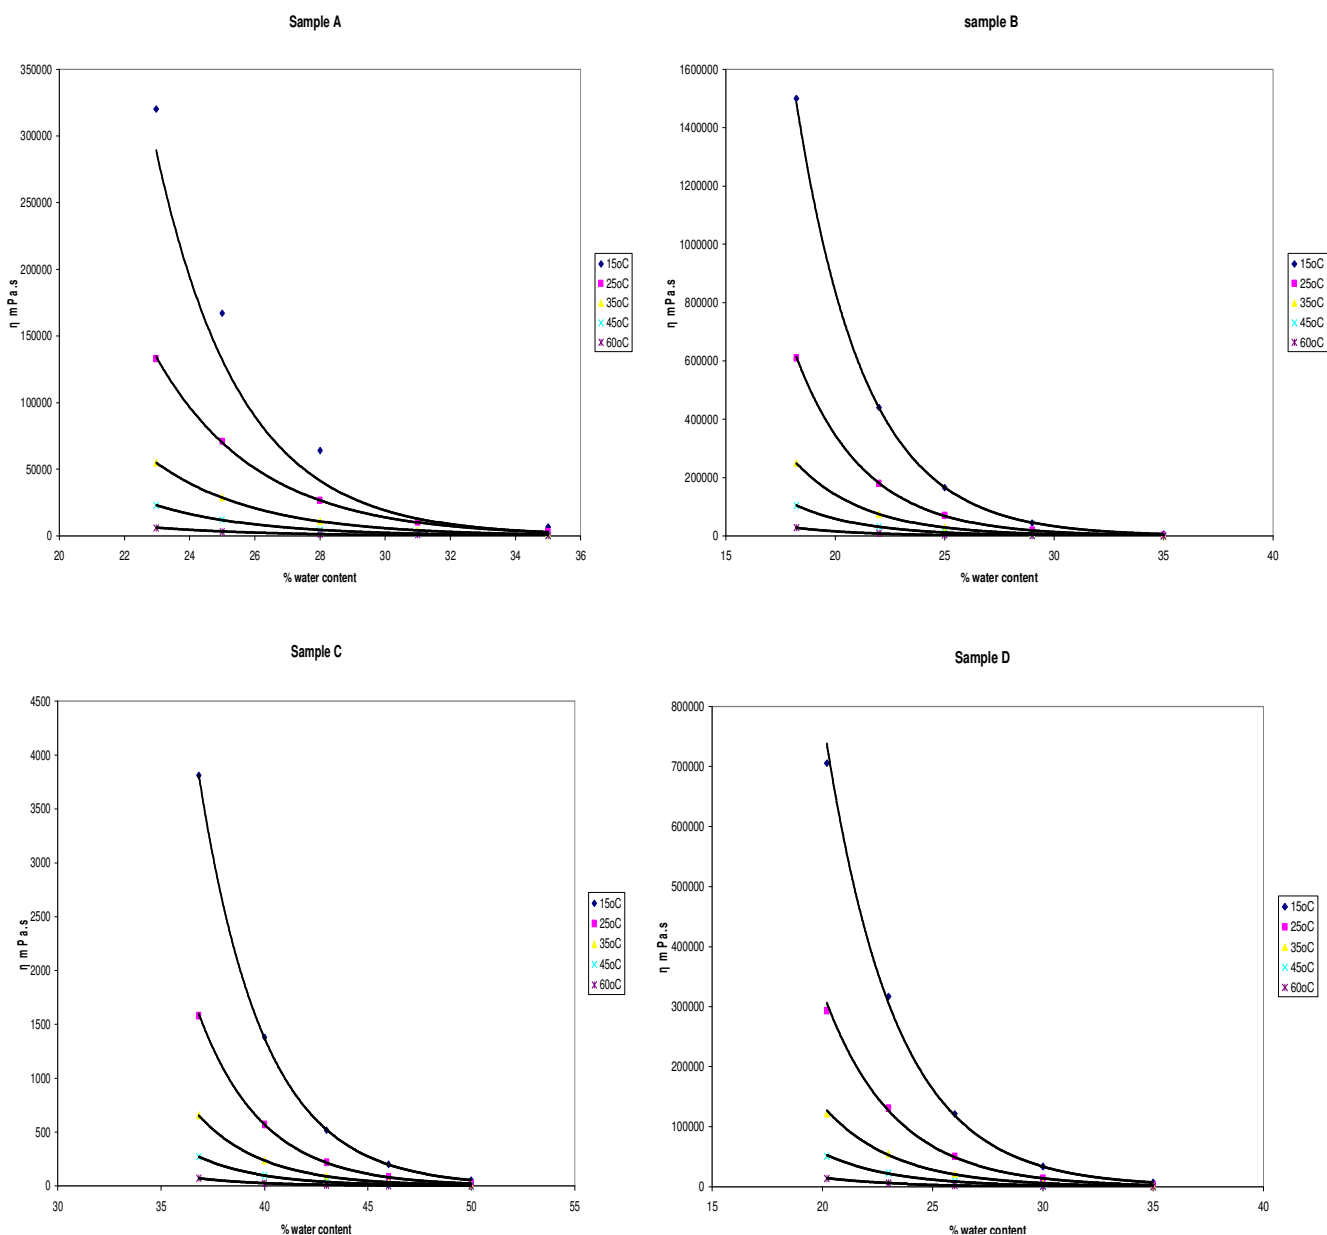 Sample A
350000
300000
250000
200000
150000
100000
50000
0
η mPa.s
20 22 24 26 28 30 32 34 36
% water content
15oC
25oC
35oC
45oC
60oC
sample B
1600000
1400000
1200000
1000000
800000
600000
400000
200000
0
η mPa.s
15 20 25 30 35 40
% water content
15oC
25oC
35oC
45oC
60oC
Sample C
4500
4000
3500
3000
2500
2000
1500
1000
500
0
η mPa.s
30 35 40 45 50 55
% water content
15oC
25oC
35oC
45oC
60oC
Sample D
800000
700000
600000
500000
400000
300000
200000
100000
0
η mPa.s
15 20 25 30 35 40
% water content
15oC
25oC
35oC
45oC
60oC